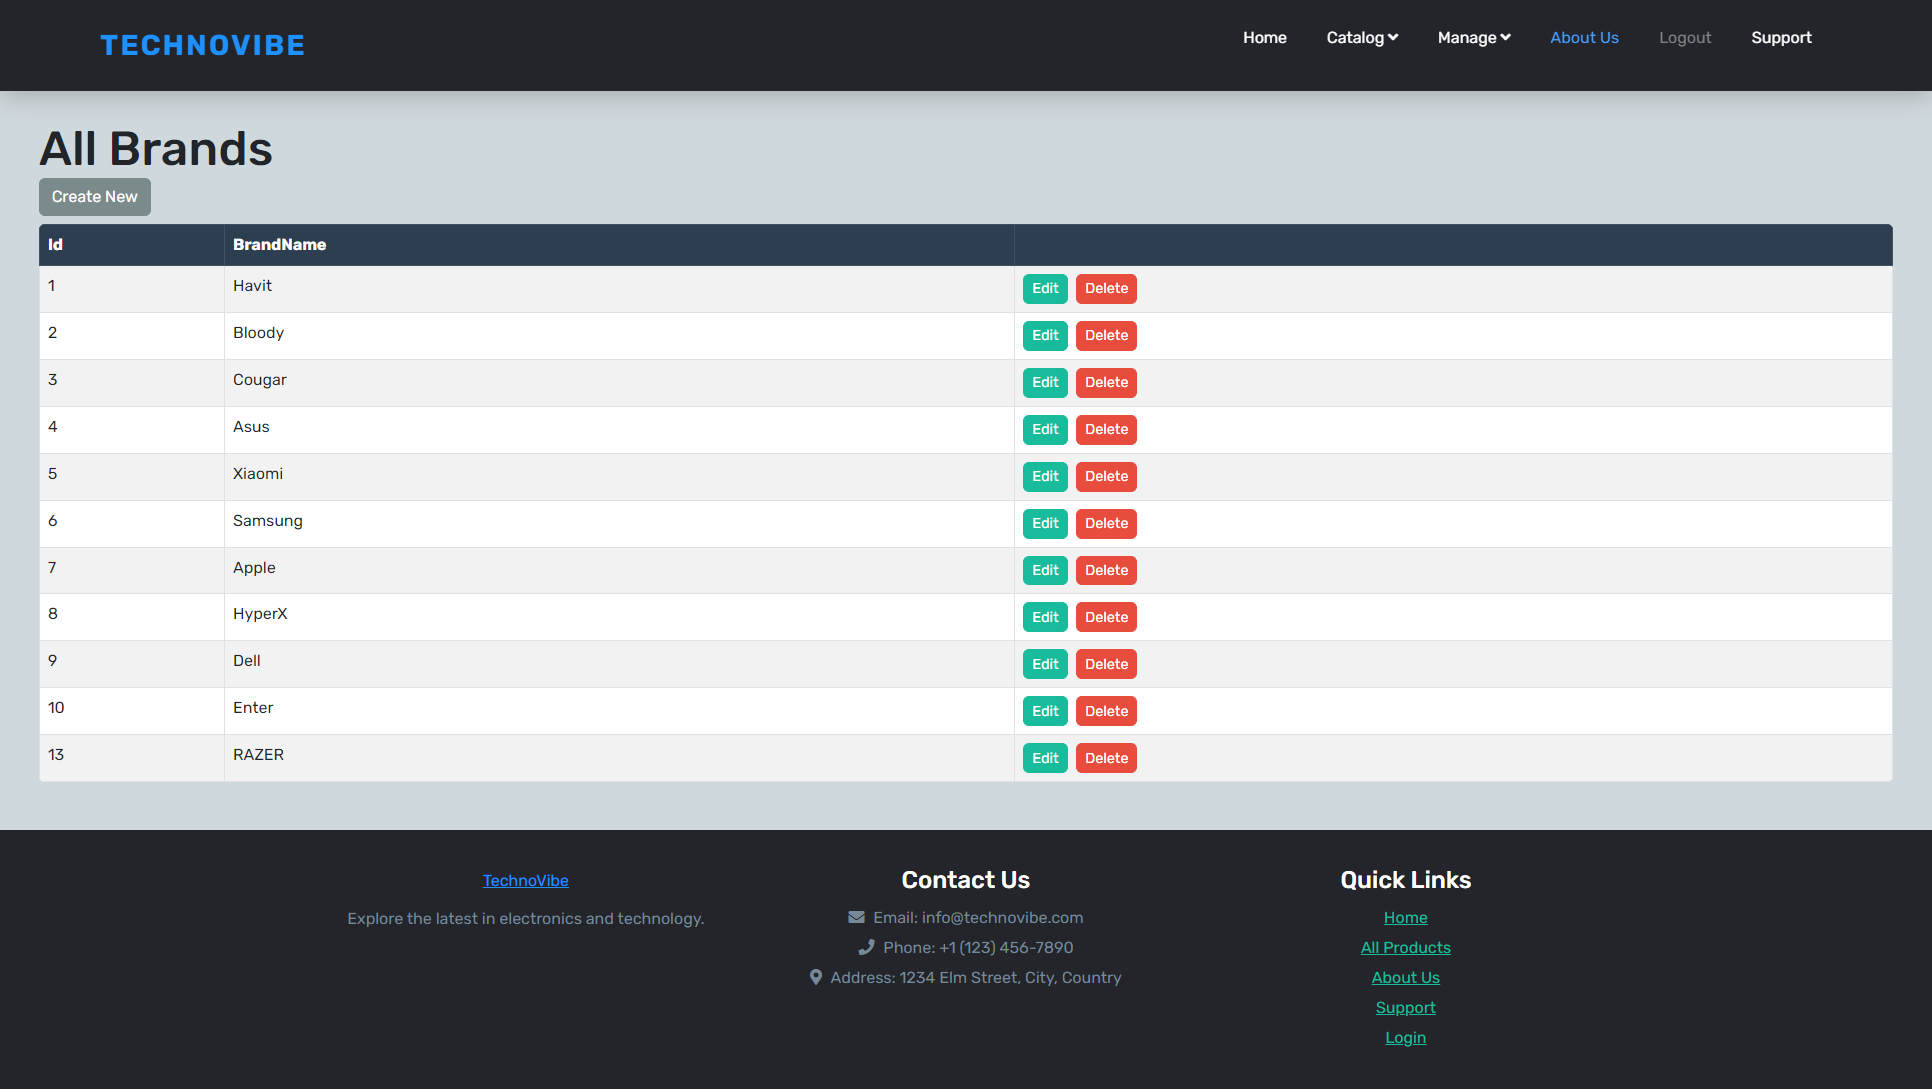 TECHNOVIBE
Home Catalog Manage About Us Logout Support
All Brands
Create New
Id BrandName
1 Havit Edit Delete
2 Bloody Edit Delete
3 Cougar Edit Delete
4 Asus Edit Delete
5 Xiaomi Edit Delete
6 Samsung Edit Delete
7 Apple Edit Delete
8 HyperX Edit Delete
9 Dell Edit Delete
10 Enter Edit Delete
13 RAZER Edit Delete
TechnoVibe
Explore the latest in electronics and technology.
Contact Us
Email: info@technovibe.com
Phone: +1 (123) 456-7890
Address: 1234 Elm Street, City, Country
Quick Links
Home
All Products
About Us
Support
Login